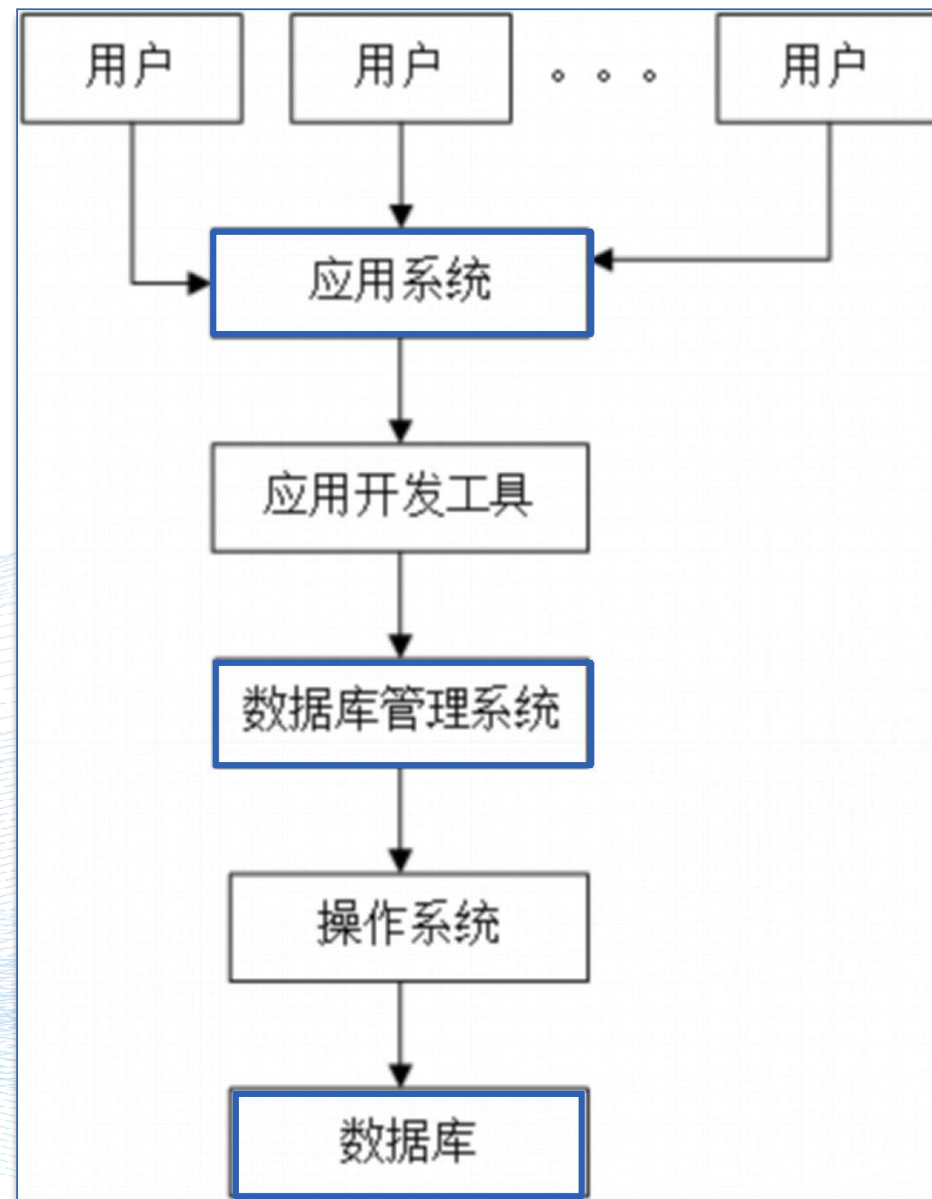 用户 用户 。。。 用户
应用系统
应用开发工具
数据库管理系统
操作系统
数据库